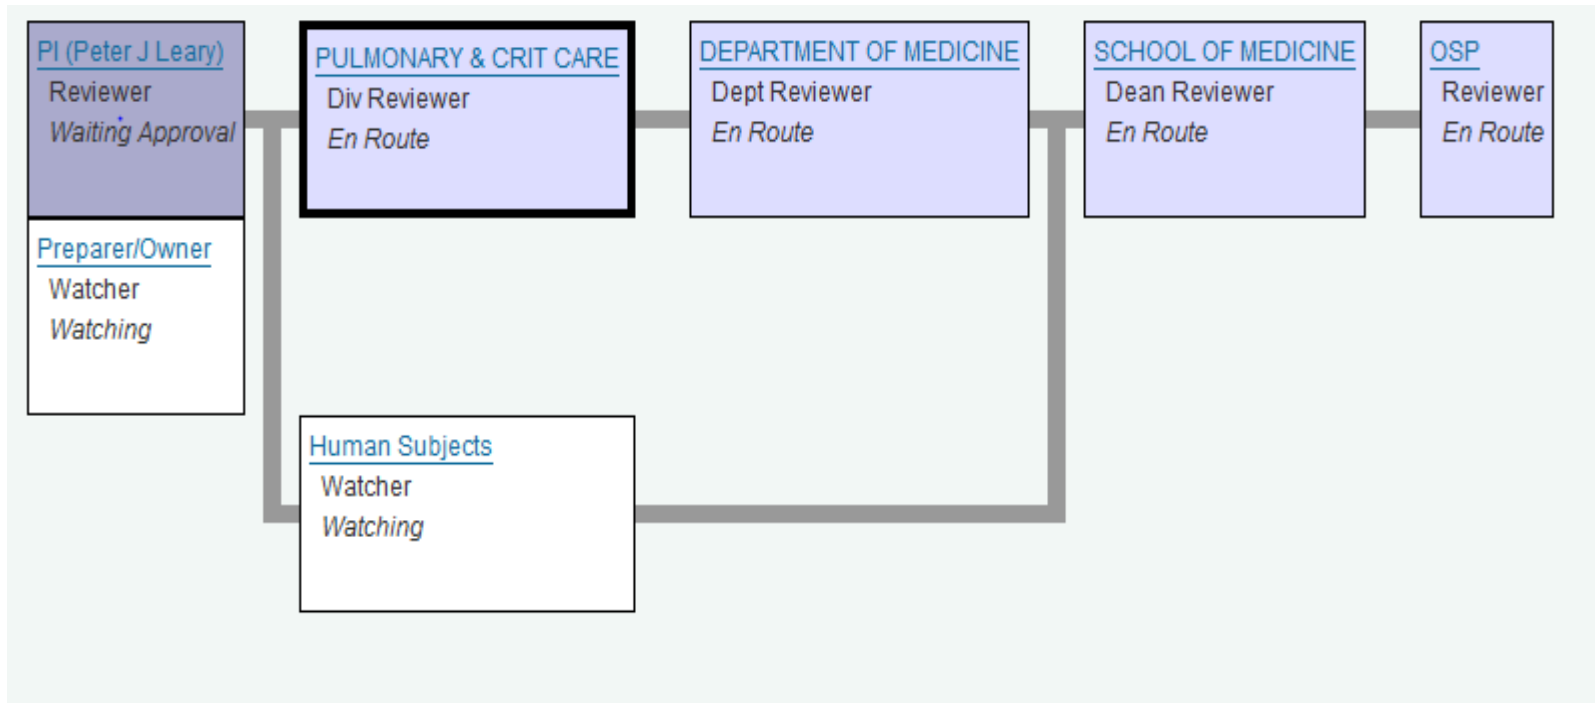 PI (Peter J Leary)
Reviewer
Waiting Approval
Preparer/Owner
Watcher
Watching
PULMONARY & CRIT CARE
Div Reviewer
En Route
Human Subjects
Watcher
Watching
DEPARTMENT OF MEDICINE
Dept Reviewer
En Route
SCHOOL OF MEDICINE
Dean Reviewer
En Route
OSP
Reviewer
En Route